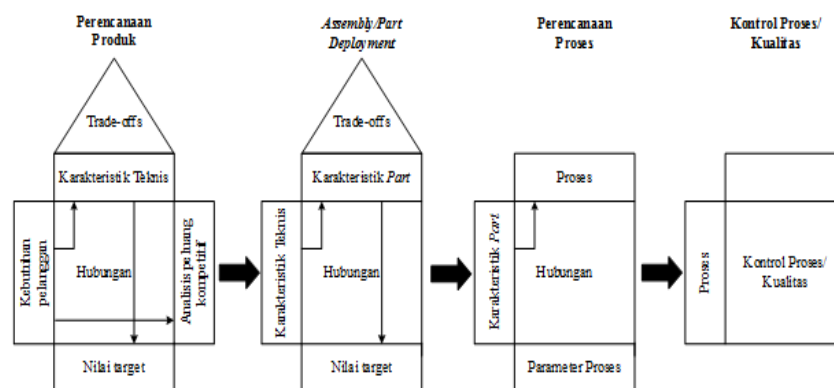 Perencanaan
Produk
Assembly/Part
Deployment
Perencanaan
Proses
Kontrol Proses/
Kualitas
Trade-offs
Karakteristik Teknis
Kebutuhan
pelanggan
Hubungan
Analisis peluang
kompetitif
Nilai target
Trade-offs
Karakteristik Part
Karakteristik Teknis
Hubungan
Nilai target
Proses
Karakteristik Part
Hubungan
Parameter Proses
Proses
Kontrol Proses/
Kualitas